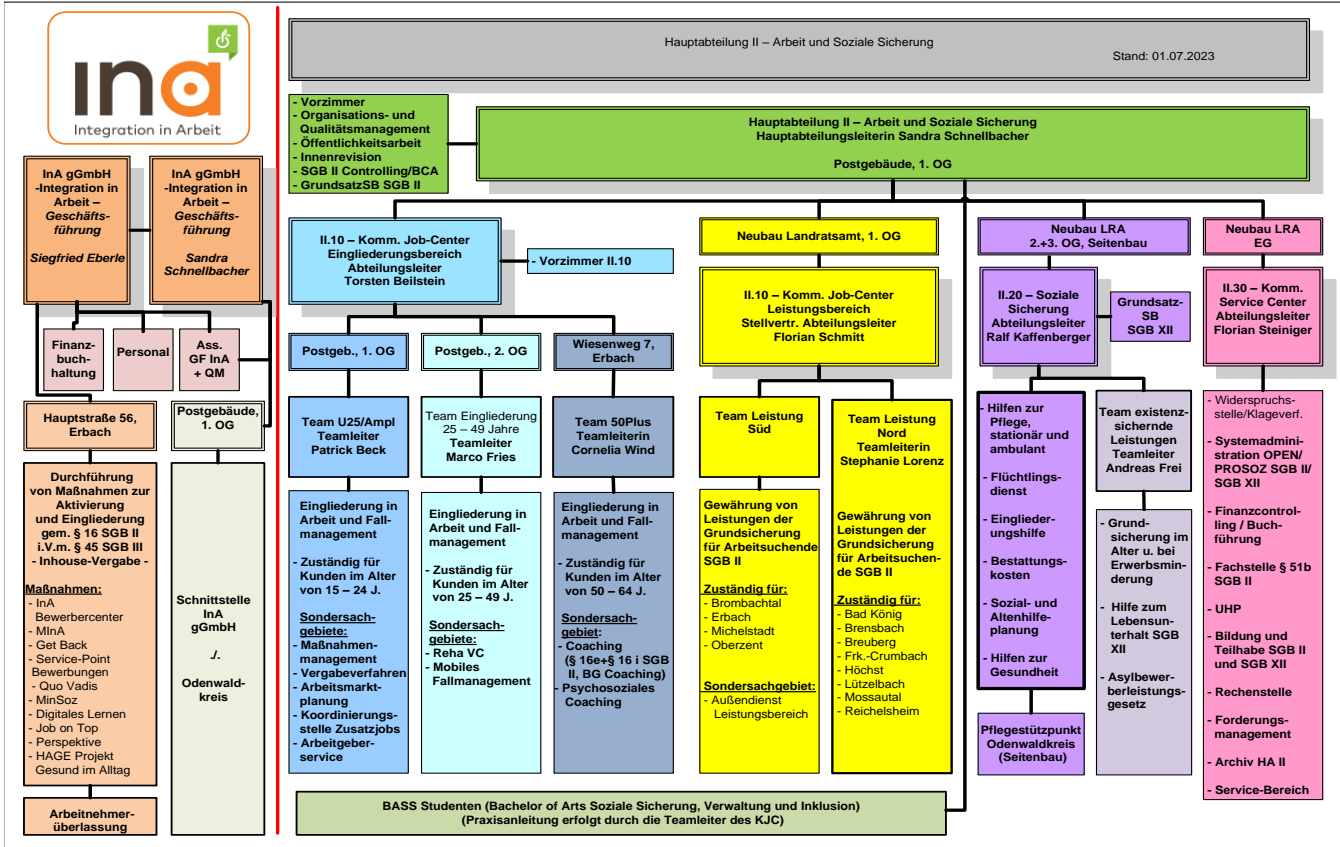 ina
Integration in Arbeit
Hauptabteilung II – Arbeit und Soziale Sicherung
Stand: 01.07.2023
- Vorzimmer
- Organisations- und
Qualitätsmanagement
- Öffentlichkeitsarbeit
- Innenrevision
- SGB II Controlling/BCA
- GrundsatzSB SGB II
Hauptabteilung II – Arbeit und Soziale Sicherung
Hauptabteilungsleiterin Sandra Schnellbacher
Postgebäude, 1. OG
InA gGmbH
-Integration in
Arbeit –
Geschäfts-
führung
Siegfried Eberle
InA gGmbH
-Integration in
Arbeit –
Geschäfts-
führung
Sandra
Schnellbacher
Finanz-
buch-
haltung
Personal
Ass.
GF InA
+ QM
Hauptstraße 56,
Erbach
Postgebäude,
1. OG
Durchführung
von Maßnahmen zur
Aktivierung
und Eingliederung
gem. § 16 SGB II
i.V.m. § 45 SGB III
- Inhouse-Vergabe -
Maßnahmen:
- InA
Bewerbercenter
- MInA
- Get Back
- Service-Point
Bewerbungen
- Quo Vadis
- MinSoz
- Digitales Lernen
- Job on Top
- Perspektive
- HAGE Projekt
Gesund im Alltag
Arbeitnehmer-
überlassung
Schnittstelle
InA
gGmbH
./.
Odenwald-
kreis
II.10 – Komm. Job-Center
Eingliederungsbereich
Abteilungsleiter
Torsten Beilstein
- Vorzimmer II.10
Postgeb., 1. OG
Postgeb., 2. OG
Wiesenweg 7,
Erbach
Team U25/Ampl
Teamleiter
Patrick Beck
Team Eingliederung
25 – 49 Jahre
Teamleiter
Marco Fries
Team 50Plus
Teamleiterin
Cornelia Wind
Eingliederung in
Arbeit und Fall-
management
- Zuständig für
Kunden im Alter
von 15 – 24 J.
Sondersach-
gebiete:
- Maßnahmen-
management
- Vergabeverfahren
- Arbeitsmarkt-
planung
- Koordinierungs-
stelle Zusatzjobs
- Arbeitgeber-
service
Eingliederung in
Arbeit und Fall-
management
- Zuständig für
Kunden im Alter
von 25 – 49 J.
Sondersach-
gebiete:
- Reha VC
- Mobiles
Fallmanagement
Eingliederung in
Arbeit und Fall-
management
- Zuständig für
Kunden im Alter
von 50 – 64 J.
Sondersach-
gebiet:
- Coaching
(§ 16e+§ 16 i SGB
II, BG Coaching)
- Psychosoziales
Coaching
Neubau Landratsamt, 1. OG
II.10 – Komm. Job-Center
Leistungsbereich
Stellvertr. Abteilungsleiter
Florian Schmitt
Team Leistung
Süd
Team Leistung
Nord
Teamleiterin
Stephanie Lorenz
Gewährung von
Leistungen der
Grundsicherung
für Arbeitsuchende
SGB II
Zuständig für:
- Brombachtal
- Erbach
- Michelstadt
- Oberzent
Sondersachgebiet:
- Außendienst
Leistungsbereich
Gewährung von
Leistungen der
Grundsicherung
für Arbeitsuchen-
de SGB II
Zuständig für:
- Bad König
- Brensbach
- Breuberg
- Frk.-Crumbach
- Höchst
- Lützelbach
- Mossautal
- Reichelsheim
Neubau LRA
2.+3. OG, Seitenbau
II.20 – Soziale
Sicherung
Abteilungsleiter
Ralf Kaffenberger
Grundsatz-
SB
SGB XII
- Hilfen zur
Pflege,
stationär und
ambulant
- Flüchtlings-
dienst
- Einglieder-
ungshilfe
- Bestattungs-
kosten
- Sozial- und
Altenhilfe-
planung
- Hilfen zur
Gesundheit
Pflegestützpunkt
Odenwaldkreis
(Seitenbau)
Team existenz-
sichernde
Leistungen
Teamleiter
Andreas Frei
- Grund-
sicherung im
Alter u. bei
Erwerbsmin-
derung
- Hilfe zum
Lebensun-
terhalt SGB
XII
- Asylbewer-
berleistungs-
gesetz
Neubau LRA
EG
II.30 – Komm.
Service Center
Abteilungsleiter
Florian Steiniger
- Widerspruchs-
stelle/Klageverf.
- Systemadmini-
stration OPEN/
PROSOZ SGB II/
SGB XII
- Finanzcontrol-
ling / Buch-
führung
- Fachstelle § 51b
SGB II
- UHP
- Bildung und
Teilhabe SGB II
und SGB XII
- Rechenstelle
- Forderungs-
management
- Archiv HA II
- Service-Bereich
BASS Studenten (Bachelor of Arts Soziale Sicherung, Verwaltung und Inklusion)
(Praxisanleitung erfolgt durch die Teamleiter des KJC)